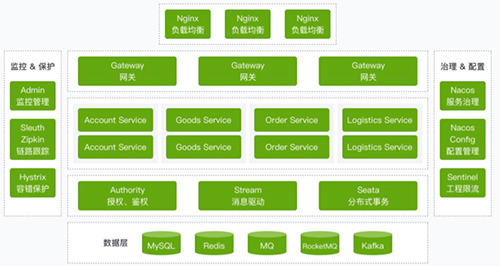 Nginx
负载均衡
Nginx
负载均衡
Nginx
负载均衡
监控 & 保护
Admin
监控管理
Sleuth
Zipkin
链路跟踪
Hystrix
容错保护
Gateway
网关
Gateway
网关
Gateway
网关
Account Service
Goods Service
Order Service
Logistics Service
Account Service
Goods Service
Order Service
Logistics Service
Authority
授权、鉴权
Stream
消息驱动
Seata
分布式事务
数据层
MySQL
Redis
MQ
RocketMQ
Kafka
治理 & 配置
Nacos
服务治理
Nacos
Config
配置管理
Sentinel
工程限流